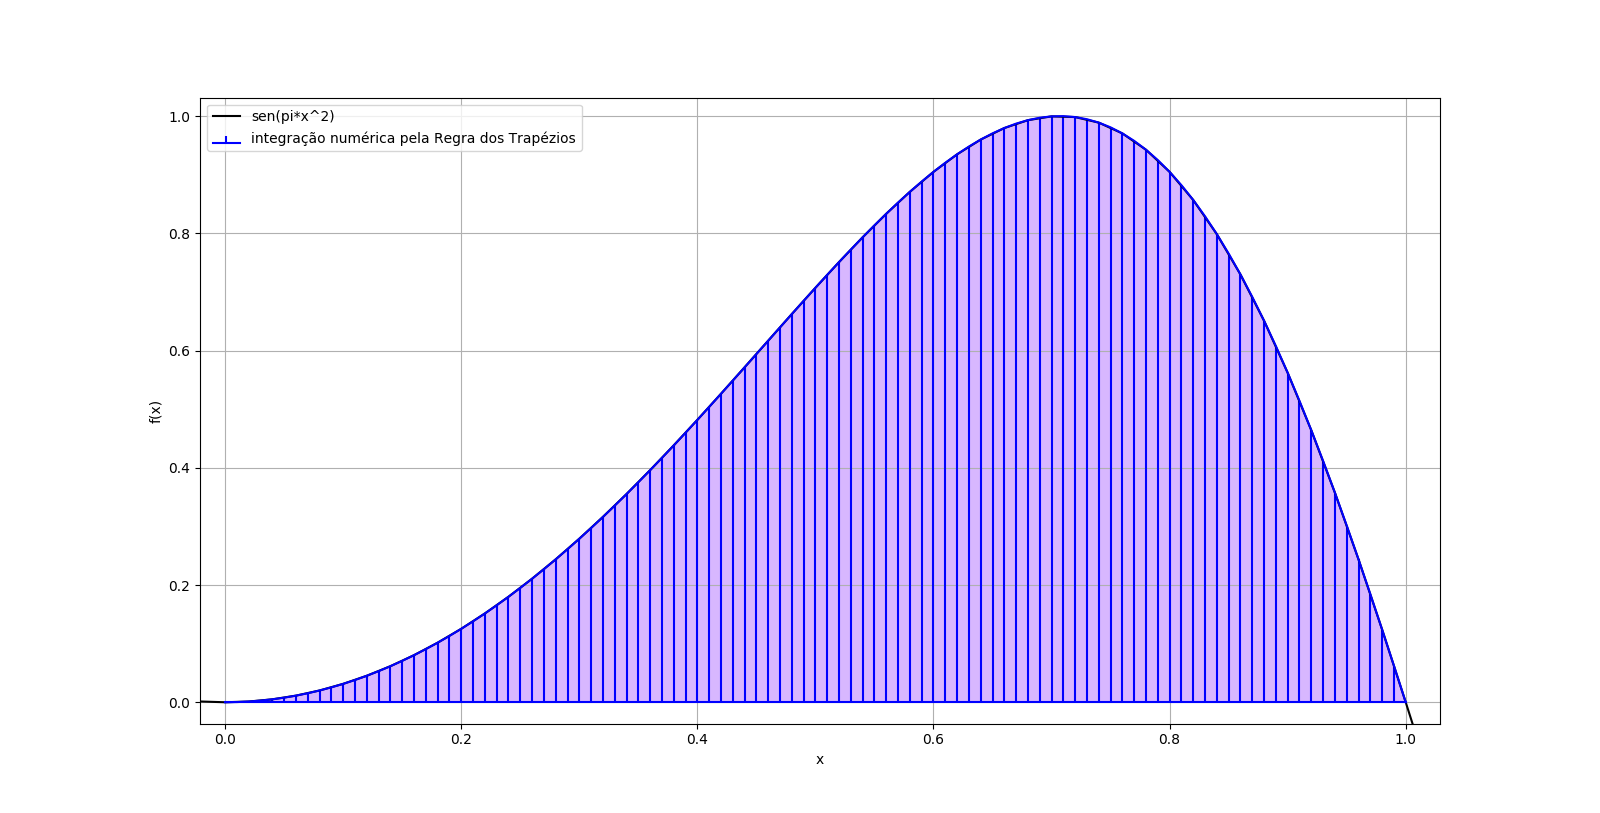 sen(pi*x^2)
integração numérica pela Regra dos Trapézios
1.0
0.8
0.6
0.4
0.2
0.0
f(x)
0.0 0.2 0.4 0.6 0.8 1.0
x